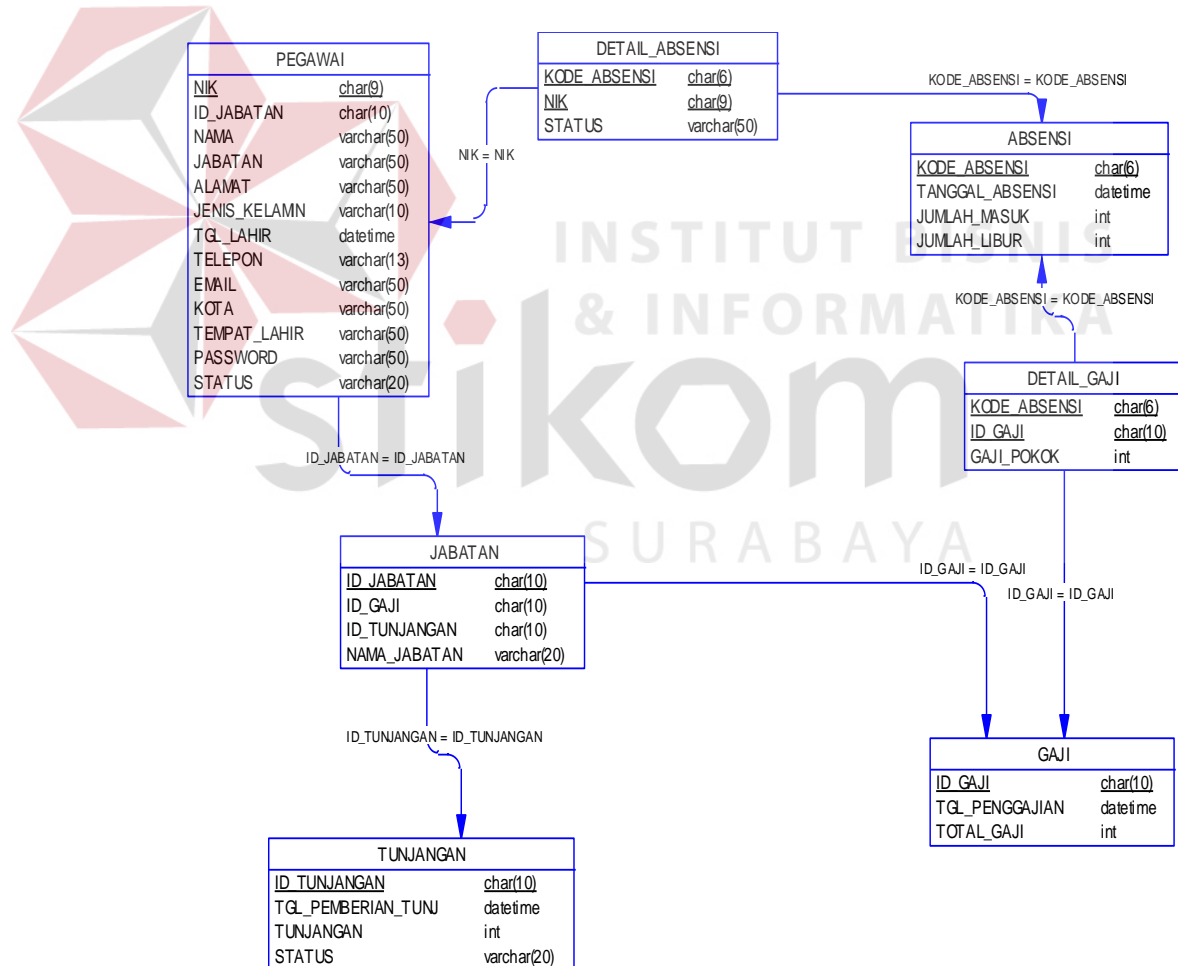 PEGAWAI
NIK char(9)
ID_JABATAN char(10)
NAMA varchar(50)
JABATAN varchar(50)
ALAMAT varchar(50)
JENIS_KELAMIN varchar(10)
TGL_LAHIR datetime
TELEPON varchar(13)
EMAIL varchar(50)
KOTA varchar(50)
TEMPAT_LAHIR varchar(50)
PASSWORD varchar(50)
STATUS varchar(20)
DETAIL_ABSENSI
KODE_ABSENSI char(6)
NIK char(9)
STATUS varchar(50)
NIK = NIK
KODE_ABSENSI = KODE_ABSENSI
ABSENSI
KODE_ABSENSI char(6)
TANGGAL_ABSENSI datetime
JUMLAH_MASUK int
JUMLAH_LIBUR int
INSTITUT BISNIS
& INFORMATIKA
stikom
SURABAYA
KODE_ABSENSI = KODE_ABSENSI
DETAIL_GAJI
KODE_ABSENSI char(6)
ID_GAJI char(10)
GAJI_POKOK int
ID_JABATAN = ID_JABATAN
JABATAN
ID_JABATAN char(10)
ID_GAJI char(10)
ID_TUNJANGAN char(10)
NAMA_JABATAN varchar(20)
ID_GAJI = ID_GAJI
ID_GAJI = ID_GAJI
ID_TUNJANGAN = ID_TUNJANGAN
GAJI
ID_GAJI char(10)
TGL_PENGGAJIAN datetime
TOTAL_GAJI int
TUNJANGAN
ID_TUNJANGAN char(10)
TGL_PEMBERIAN_TUNJ datetime
TUNJANGAN int
STATUS varchar(20)